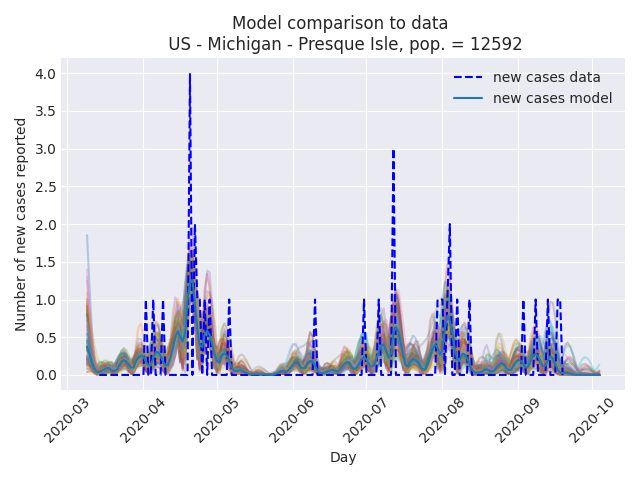 Model comparison to data
US - Michigan - Presque Isle, pop. = 12592
new cases data
new cases model
Number of new cases reported
4.0
3.5
3.0
2.5
2.0
1.5
1.0
0.5
0.0
2020-03
2020-04
2020-05
2020-06
2020-07
2020-08
2020-09
2020-10
Day